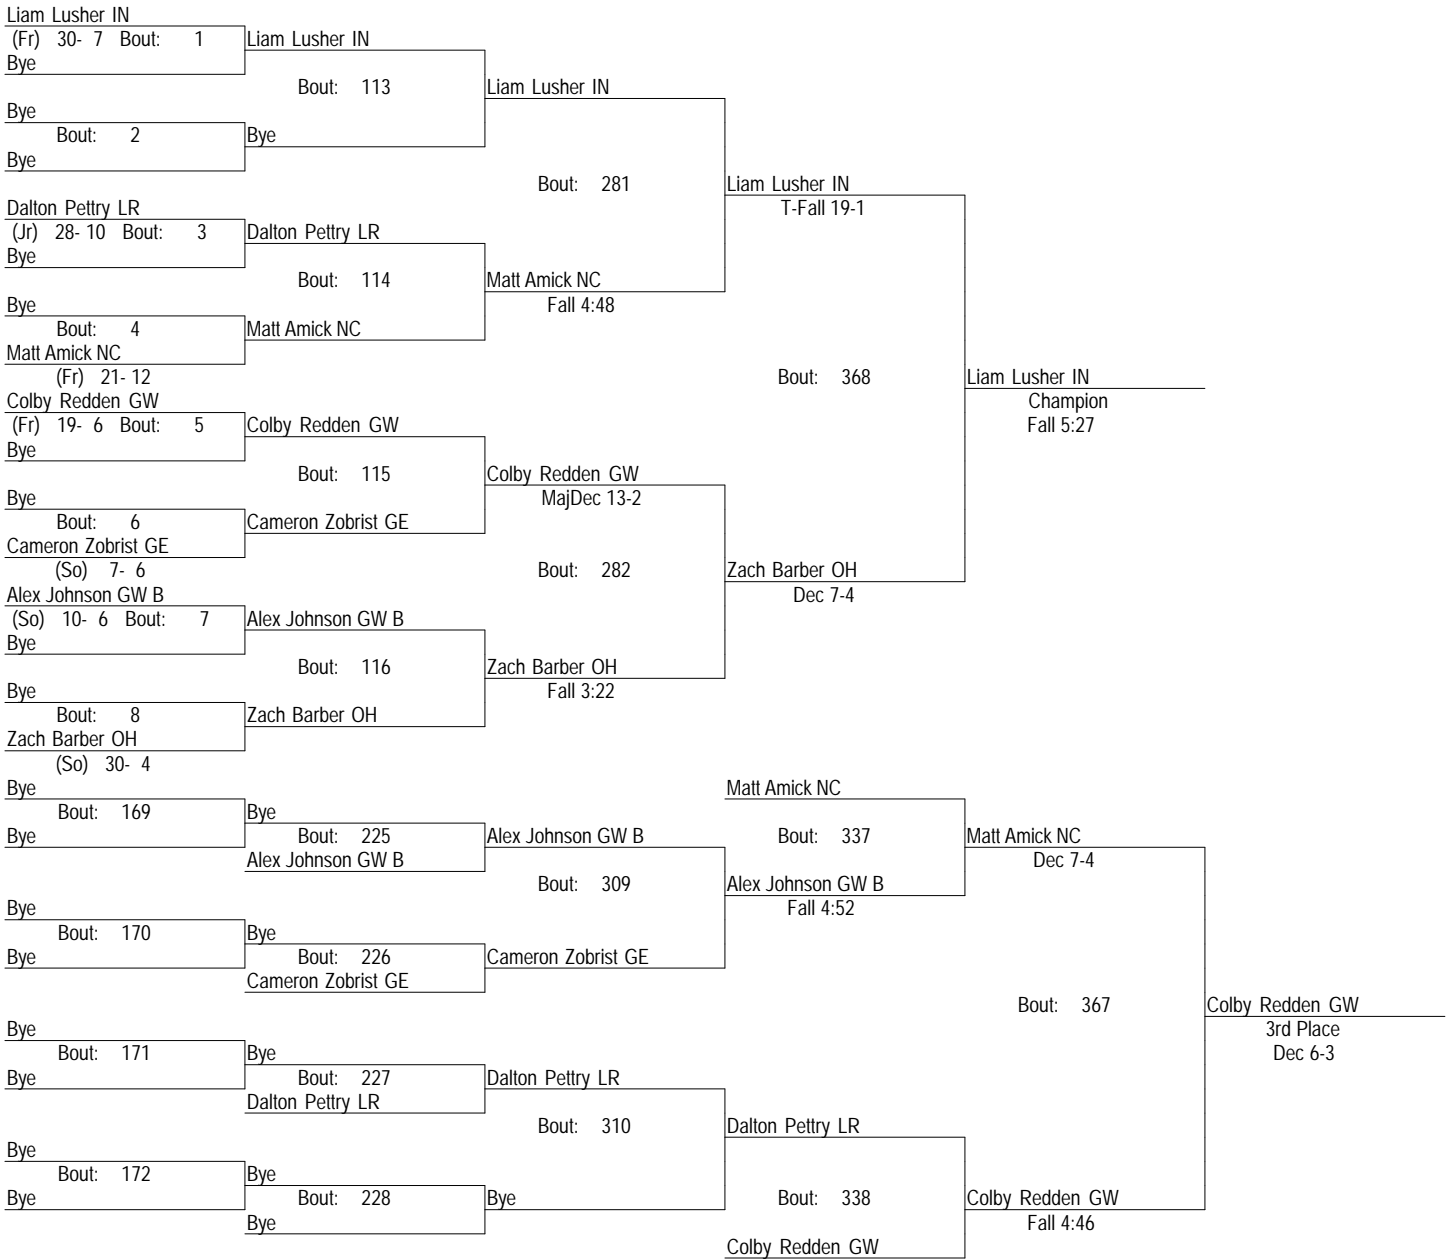 Liam Lusher IN
(Fr) 30- 7 Bout: 1 Liam Lusher IN
Bye
Bout: 113 Liam Lusher IN
Bye
Bout: 2 Bye
Bye
Bout: 281 Liam Lusher IN
T-Fall 19-1
Dalton Pettry LR
(Jr) 28- 10 Bout: 3 Dalton Pettry LR
Bye
Bout: 114 Matt Amick NC
Fall 4:48
Bye
Bout: 4 Matt Amick NC
Matt Amick NC
(Fr) 21- 12
Bout: 368 Liam Lusher IN
Champion
Fall 5:27
Colby Redden GW
(Fr) 19- 6 Bout: 5 Colby Redden GW
Bye
Bout: 115 Colby Redden GW
MajDec 13-2
Bye
Bout: 6 Cameron Zobrist GE
Cameron Zobrist GE
(So) 7- 6
Bout: 282 Zach Barber OH
Dec 7-4
Alex Johnson GW B
(So) 10- 6 Bout: 7 Alex Johnson GW B
Bye
Bout: 116 Zach Barber OH
Fall 3:22
Bye
Bout: 8 Zach Barber OH
Zach Barber OH
(So) 30- 4
Bye
Bout: 169 Bye
Bye
Bout: 225 Alex Johnson GW B
Alex Johnson GW B
Matt Amick NC
Bout: 337 Matt Amick NC
Dec 7-4
Bout: 309 Alex Johnson GW B
Fall 4:52
Bye
Bout: 170 Bye
Bye
Bout: 226 Cameron Zobrist GE
Cameron Zobrist GE
Bout: 367 Colby Redden GW
3rd Place
Dec 6-3
Bye
Bout: 171 Bye
Bye
Bout: 227 Dalton Pettry LR
Dalton Pettry LR
Bout: 310 Dalton Pettry LR
Bye
Bout: 172 Bye
Bye
Bout: 228 Bye
Bye
Bout: 338 Colby Redden GW
Fall 4:46
Colby Redden GW